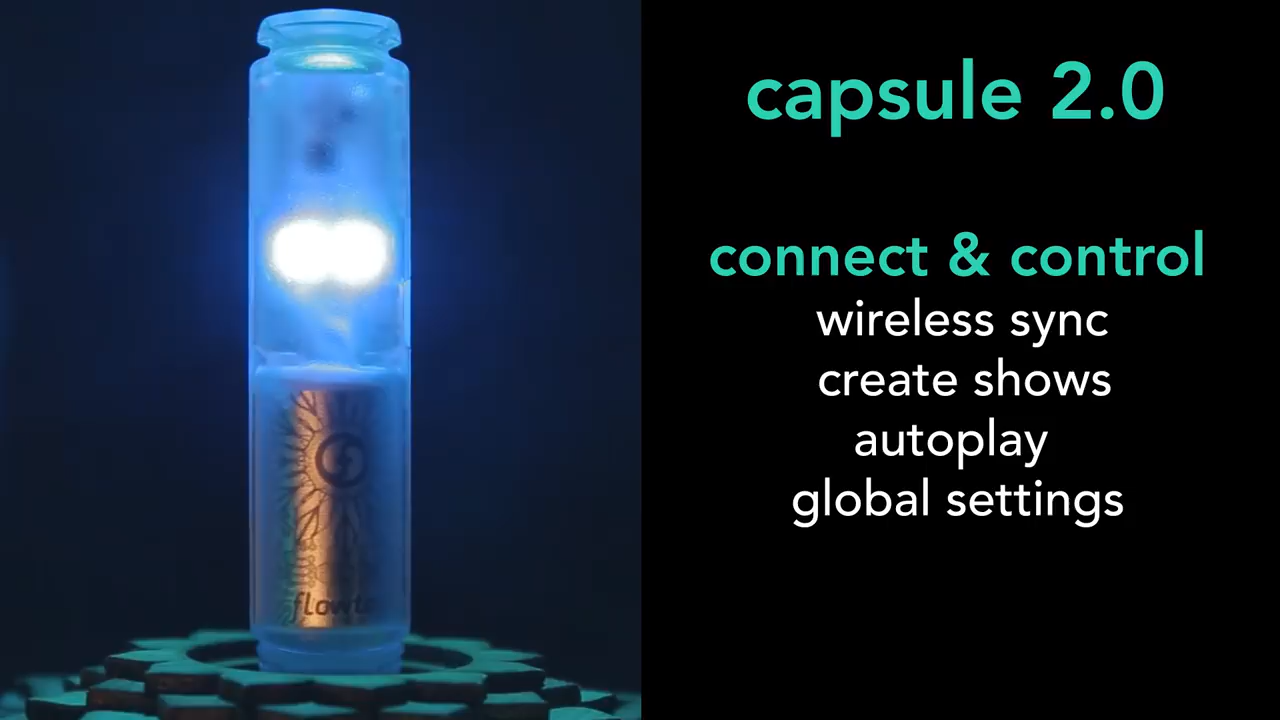 capsule 2.0
connect & control
wireless sync
create shows
autoplay
global settings